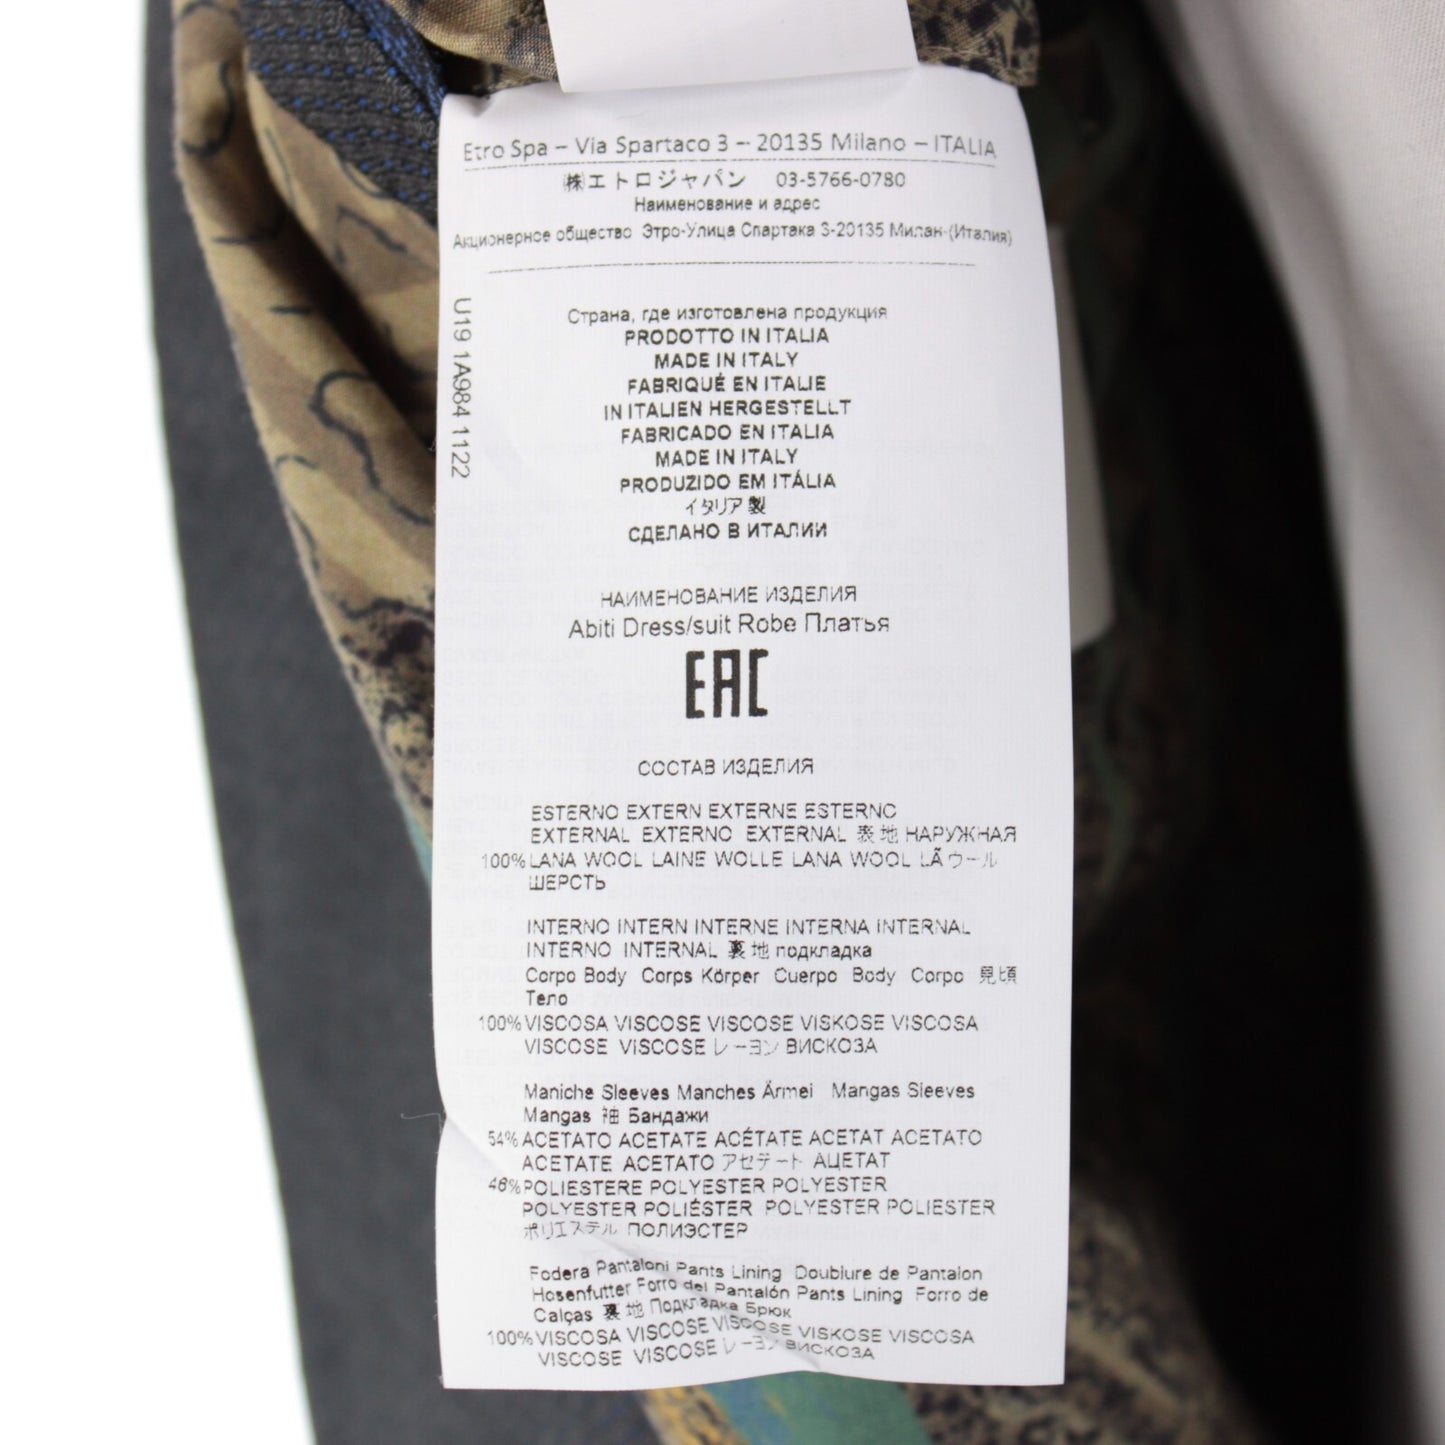 Etro Spa – Via Spartaco 3 – 20135 Milano – ITALIA
㈱エトロジャパン 03-5766-0780
Наименование и адрес
Акционерное общество Этро-Улица Спартака 3-20135 Милан-(Италия)
U19 1A984 1122
Страна, где изготовлена продукция
PRODOTTO IN ITALIA
MADE IN ITALY
FABRIQUÉ EN ITALIE
IN ITALIEN HERGESTELLT
FABRICADO EN ITALIA
MADE IN ITALY
PRODUZIDO EM ITÁLIA
イタリア製
СДЕЛАНО В ИТАЛИИ
НАИМЕНОВАНИЕ ИЗДЕЛИЯ
Abiti Dress/suit Robe Платья
EAC
СОСТАВ ИЗДЕЛИЯ
ESTERNO EXTERN EXTERNE ESTERNO
EXTERNAL EXTERNO EXTERNAL 表地 НАРУЖНАЯ
100% LANA WOOL LAINE WOLLE LANA WOOL LÃ ウール
ШЕРСТЬ
INTERNO INTERN INTERNE INTERNA INTERNAL
INTERNO INTERNAL 裏地 подкладка
Corpo Body Corps Körper Cuerpo Body Corpo 見頃
Тело
100% VISCOSA VISCOSE VISCOSE VISKOSE VISCOSA
VISCOSE VISCOSE レーヨン ВИСКОЗА
Maniche Sleeves Manches Ärmel Mangas Sleeves
Mangas 袖 Бандажи
54% ACETATO ACETATE ACÉTATE ACETAT ACETATO
ACETATE ACETATO アセテート АЦЕТАТ
46% POLIESTERE POLYESTER POLYESTER
POLYESTER POLIÉSTER POLYESTER POLIESTER
ポリエステル ПОЛИЭСТЕР
Fodera Pantaloni Pants Lining Doublure de Pantalon
Hosenfutter Forro del Pantalón Pants Lining Forro de
Calças 裏地 Подкладка Брюк
100% VISCOSA VISCOSE VISCOSE VISKOSE VISCOSA
VISCOSE VISCOSE レーヨン ВИСКОЗА